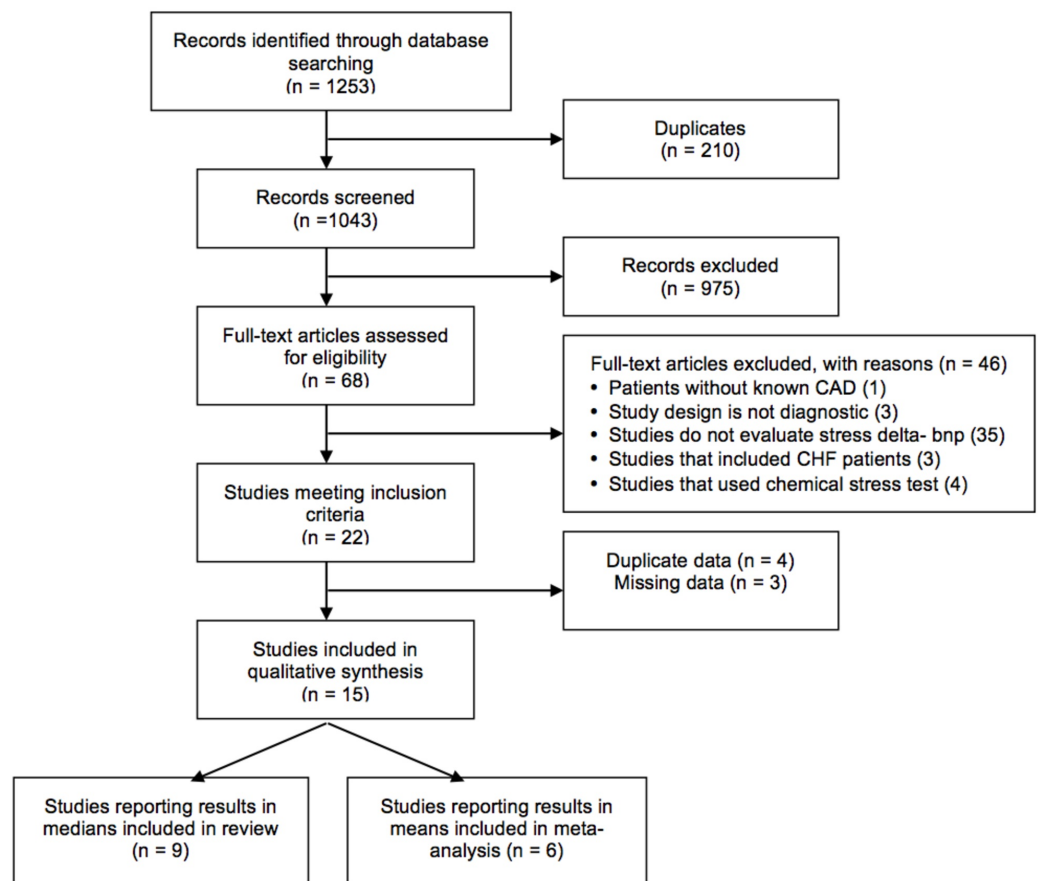 Records identified through database
searching
(n = 1253)
Duplicates
(n = 210)
Records screened
(n =1043)
Records excluded
(n = 975)
Full-text articles assessed
for eligibility
(n = 68)
Full-text articles excluded, with reasons (n = 46)
• Patients without known CAD (1)
• Study design is not diagnostic (3)
• Studies do not evaluate stress delta- bnp (35)
• Studies that included CHF patients (3)
• Studies that used chemical stress test (4)
Studies meeting inclusion
criteria
(n = 22)
Duplicate data (n = 4)
Missing data (n = 3)
Studies included in
qualitative synthesis
(n = 15)
Studies reporting results in
medians included in review
(n = 9)
Studies reporting results in
means included in meta-
analysis (n = 6)